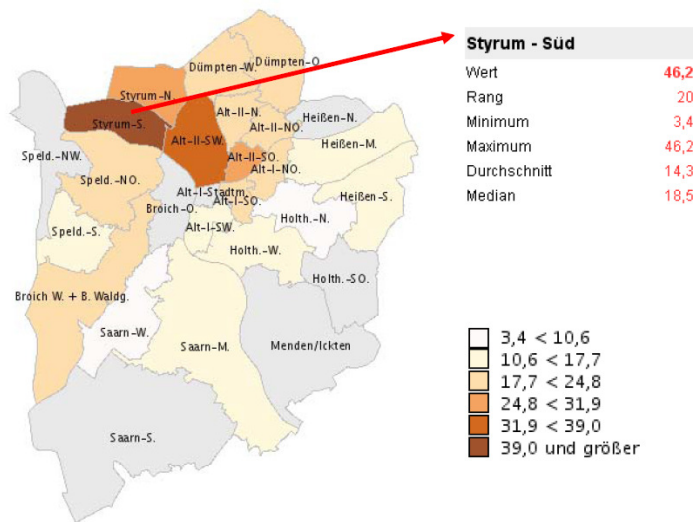 Dümpten-W.
Dümpten-O.
Styrum-N.
Styrum-S.
Alt-II-N.
Alt-II-NO.
Alt-II-SW.
Heißen-N.
Heißen-M.
Speld.-NW.
Speld.-NO.
Alt-II-SO.
Alt-I-NO.
Alt-I-Stadtm.
Alt-I-SO.
Broich-O.
Heißen-S.
Speld.-S.
Alt-I-SW.
Holth.-N.
Holth.-W.
Holth.-SO.
Broich W. + B. Waldg.
Saarn-W.
Saarn-M.
Menden/Ickten
Saarn-S.
Styrum - Süd
Wert 46,2
Rang 20
Minimum 3,4
Maximum 46,2
Durchschnitt 14,3
Median 18,5
3,4 < 10,6
10,6 < 17,7
17,7 < 24,8
24,8 < 31,9
31,9 < 39,0
39,0 und größer